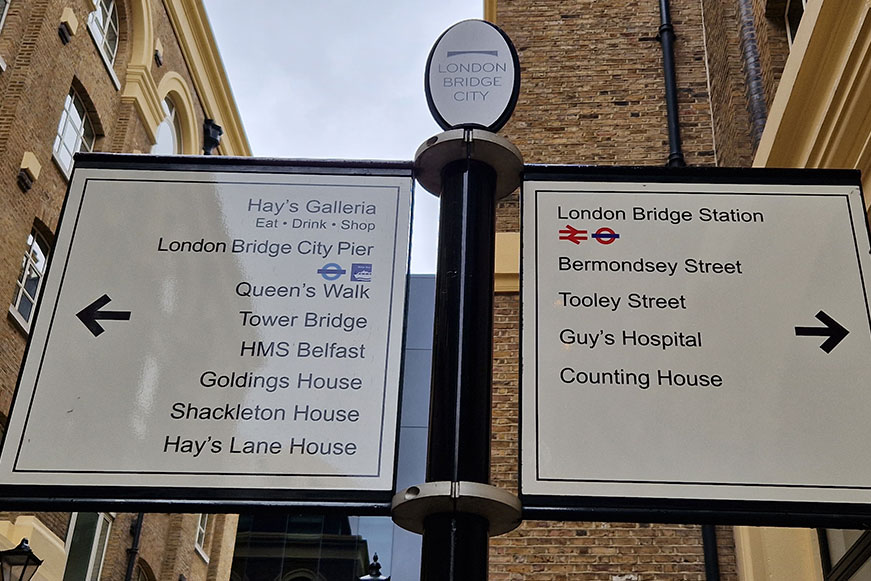 LONDON
BRIDGE
CITY
Hay's Galleria
Eat • Drink • Shop
London Bridge City Pier
Queen's Walk
Tower Bridge
HMS Belfast
Goldings House
Shackleton House
Hay's Lane House
London Bridge Station
Bermondsey Street
Tooley Street
Guy's Hospital
Counting House